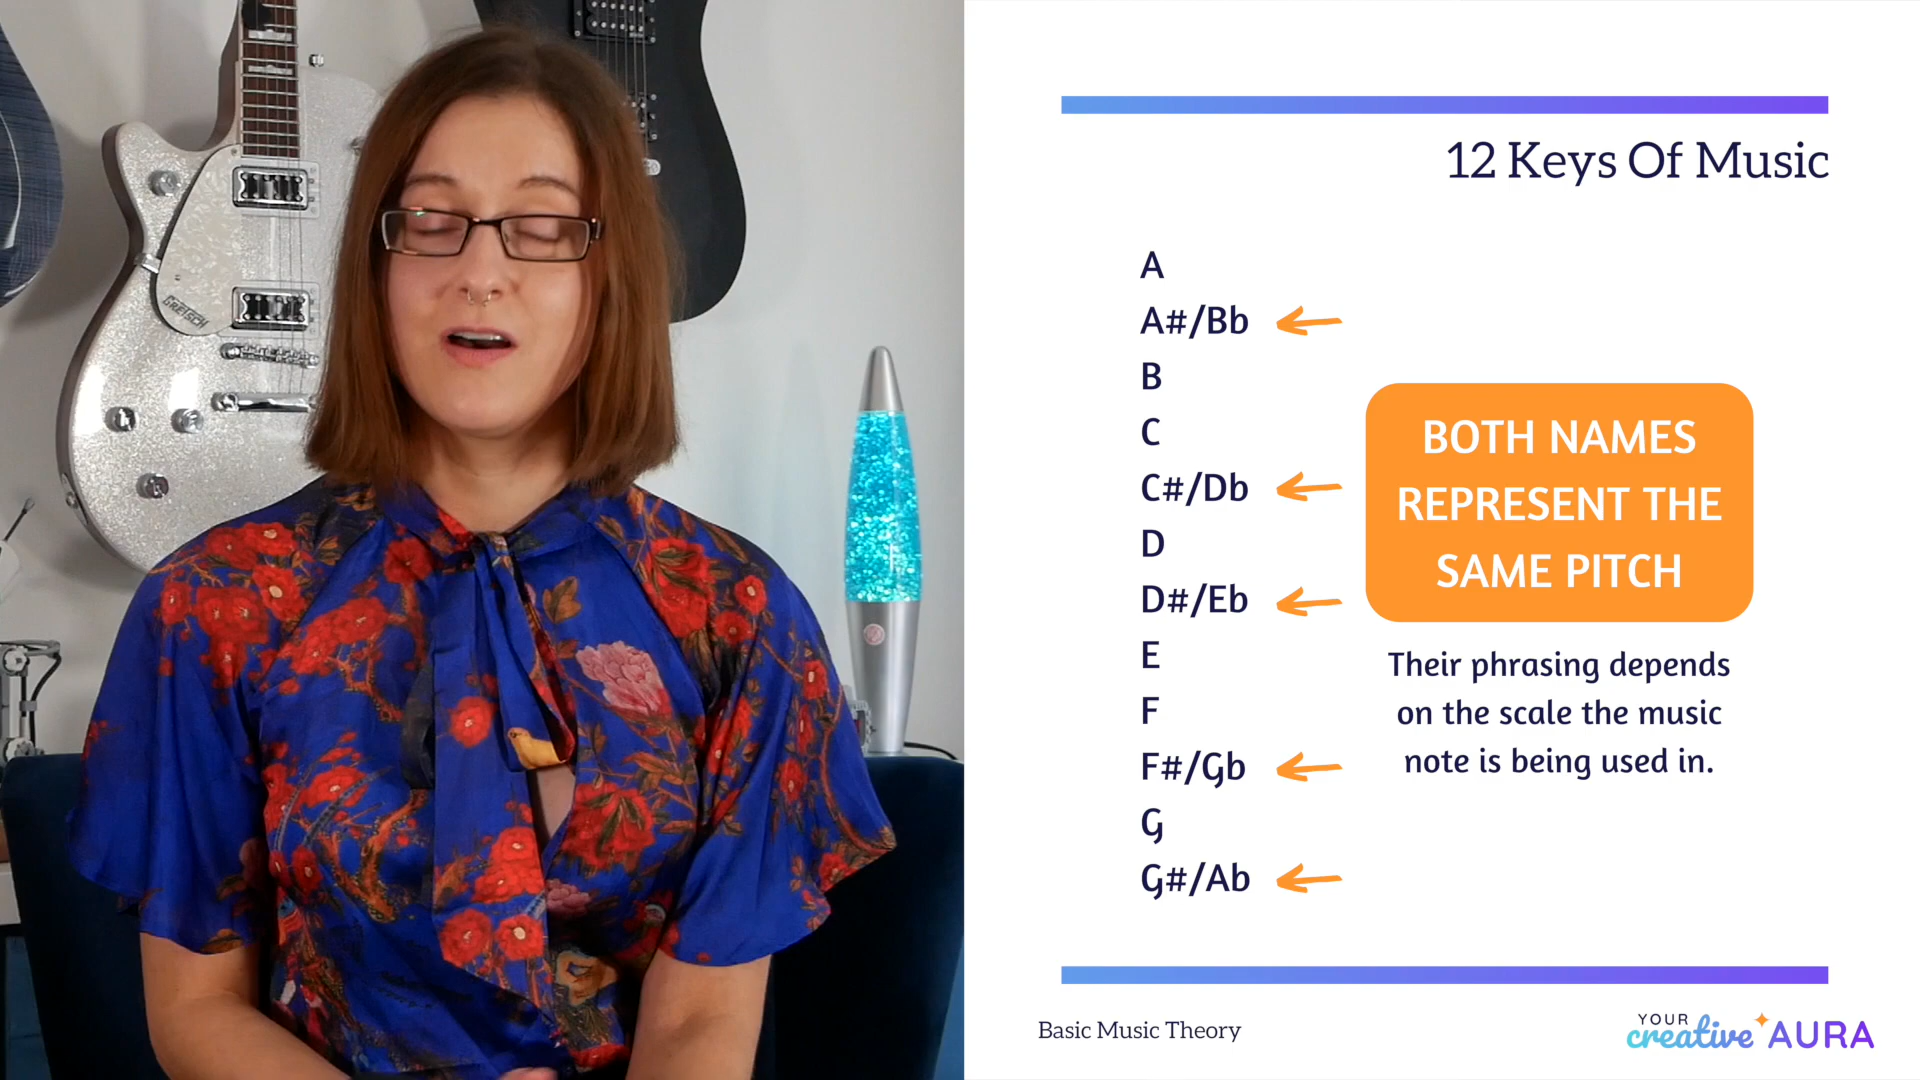 GRETSCH
12 Keys Of Music
A
A#/Bb
B
C
C#/Db
D
D#/Eb
E
F
F#/Gb
G
G#/Ab
BOTH NAMES
REPRESENT THE
SAME PITCH
Their phrasing depends
on the scale the music
note is being used in.
Basic Music Theory
YOUR
creative AURA